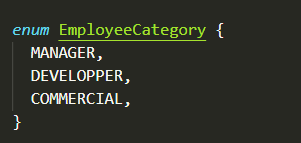 enum EmployeeCategory {
  MANAGER,
  DEVELOPPER,
  COMMERCIAL,
}